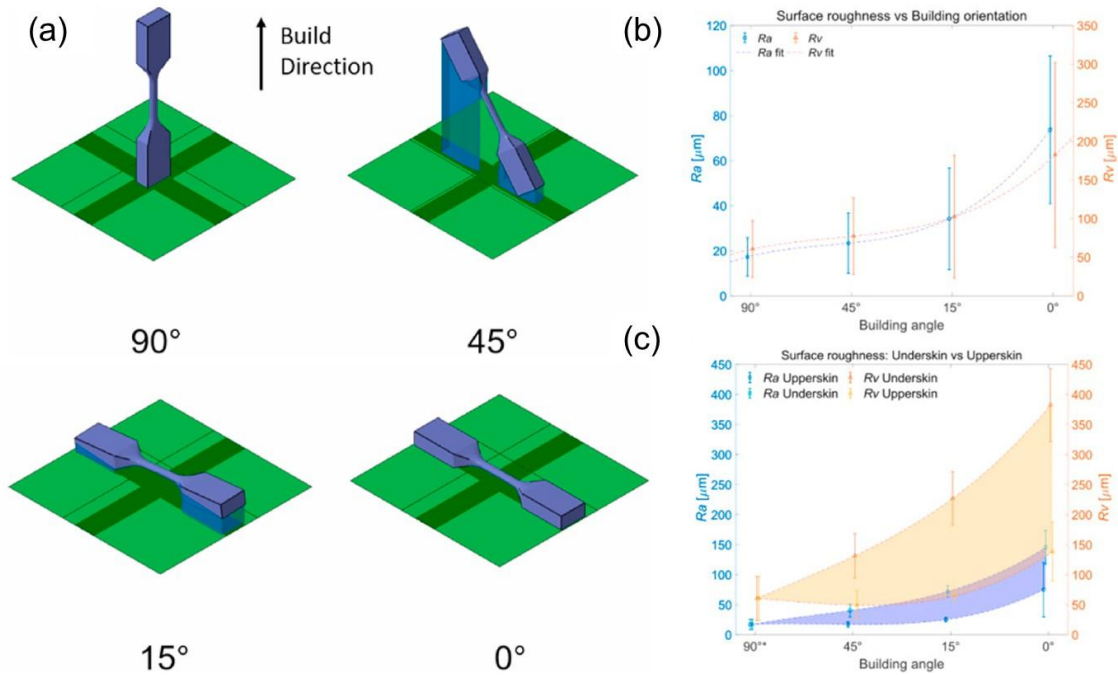 (a)
Build
Direction
90°
45°
15°
0°
(b)
Surface roughness vs Building orientation
Ra
Rv
Ra fit
Rv fit
120
100
80
60
40
20
0
Ra [μm]
350
300
250
200
150
100
50
0
Rv [μm]
90°
45°
15°
0°
Building angle
(c)
Surface roughness: Underskin vs Upperskin
Ra Upperskin
Rv Underskin
Ra Underskin
Rv Upperskin
450
400
350
300
250
200
150
100
50
0
Ra [μm]
450
400
350
300
250
200
150
100
50
0
Rv [μm]
90°*
45°
15°
0°
Building angle